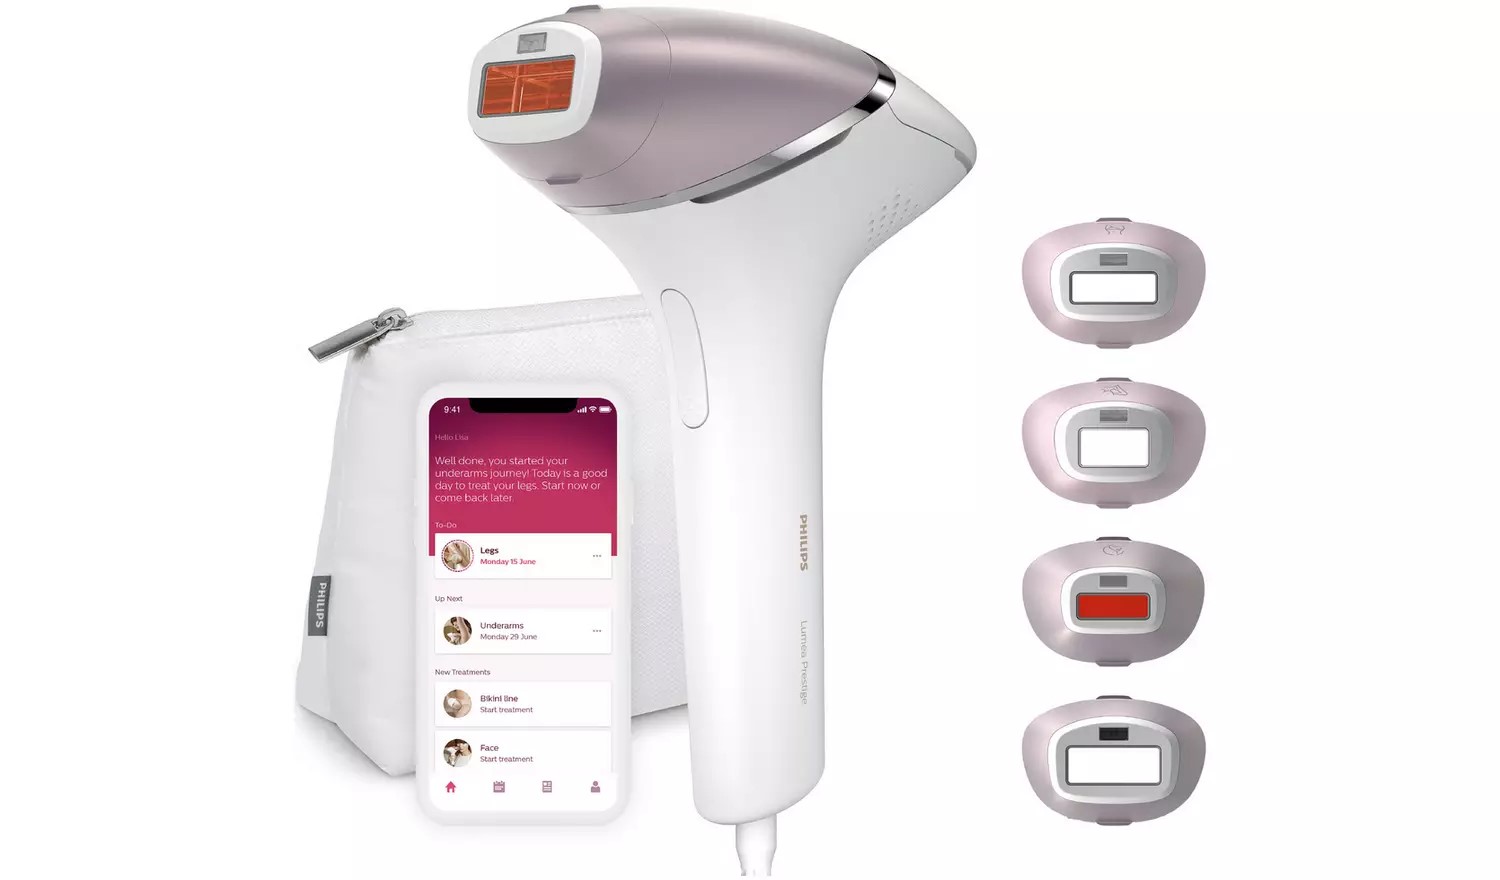 9:41
Hello Lisa
Well done, you started your
underarms journey! Today is a good
day to treat your legs. Start now or
come back later.
To-Do
Legs
Monday 15 June
Up Next
Underarms
Monday 29 June
New Treatments
Bikini line
Start treatment
Face
Start treatment
PHILIPS
PHILIPS
Lumea Prestige